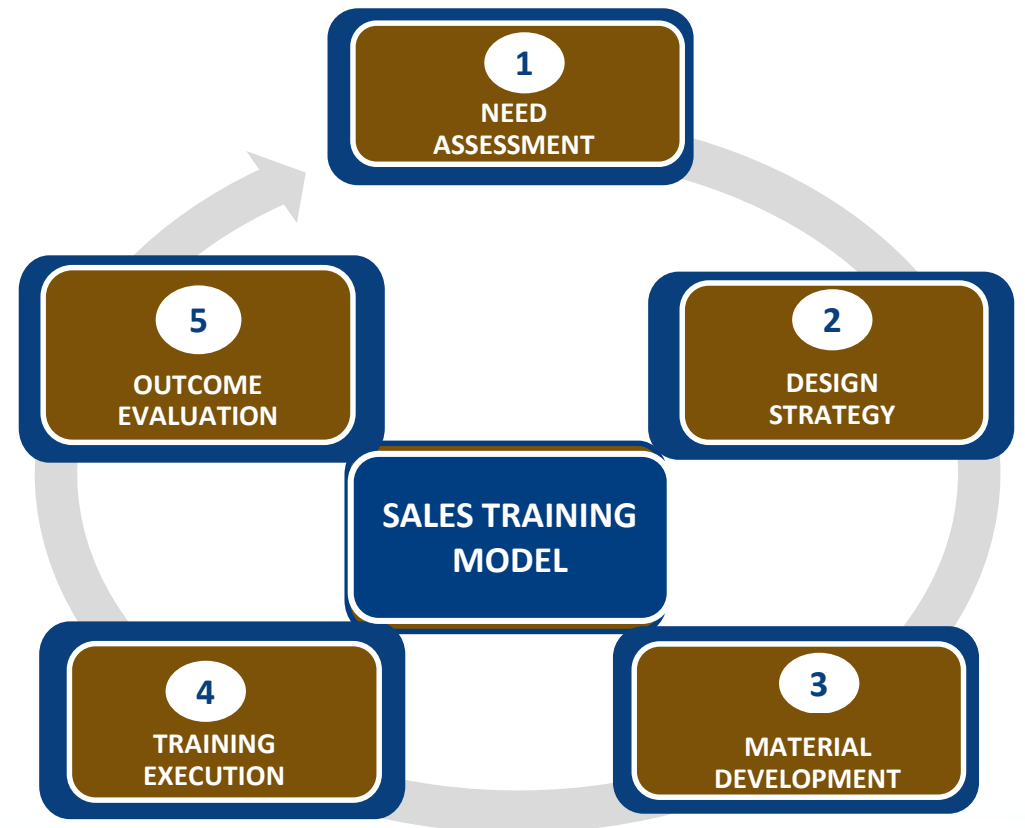 1
NEED
ASSESSMENT
2
DESIGN
STRATEGY
3
MATERIAL
DEVELOPMENT
4
TRAINING
EXECUTION
5
OUTCOME
EVALUATION
SALES TRAINING
MODEL